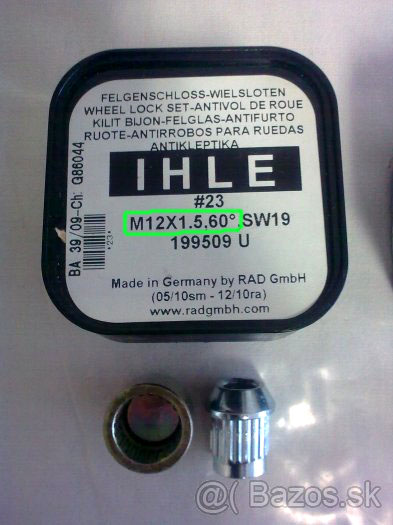 FELGENSCHLOSS-WIELSLOTEN
WHEEL LOCK SET-ANTIVOL DE ROUE
KILIT BIJON-FELGLAS-ANTIFURTO
RUOTE-ANTIRROBOS PARA RUEDAS
ANTIKLEPTIKA
IHLE
#23
M12X1.5.60°.SW19
199509 U
Made in Germany by RAD GmbH
(05/10sm - 12/10ra)
www.radgmbh.com
BA 39/09-Ch: Q86044
*23*
@( Bazos.sk